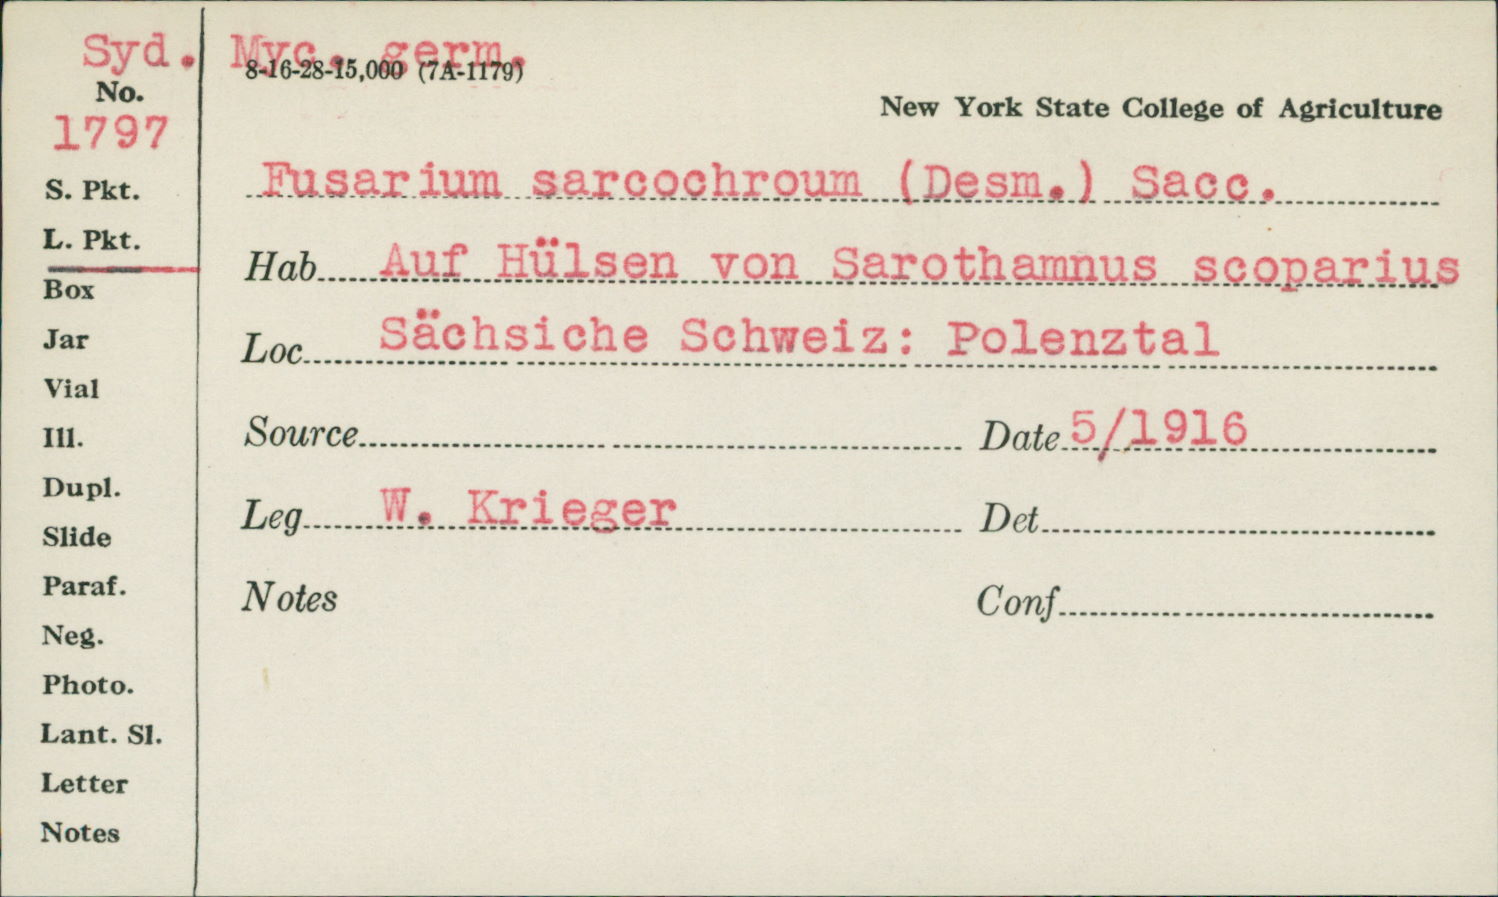 Syd. Myc. germ.
8-16-28-15,000 (7A-1179)
No.
1797
New York State College of Agriculture
S. Pkt.
Fusarium sarcochroum (Desm.) Sacc.
L. Pkt.
Hab Auf Hülsen von Sarothamnus scoparius
Box
Jar
Loc Sächsiche Schweiz: Polenztal
Vial
Ill.
Source Date 5/1916
Dupl.
Leg W. Krieger Det
Slide
Paraf.
Notes Conf
Neg.
Photo.
Lant. Sl.
Letter
Notes